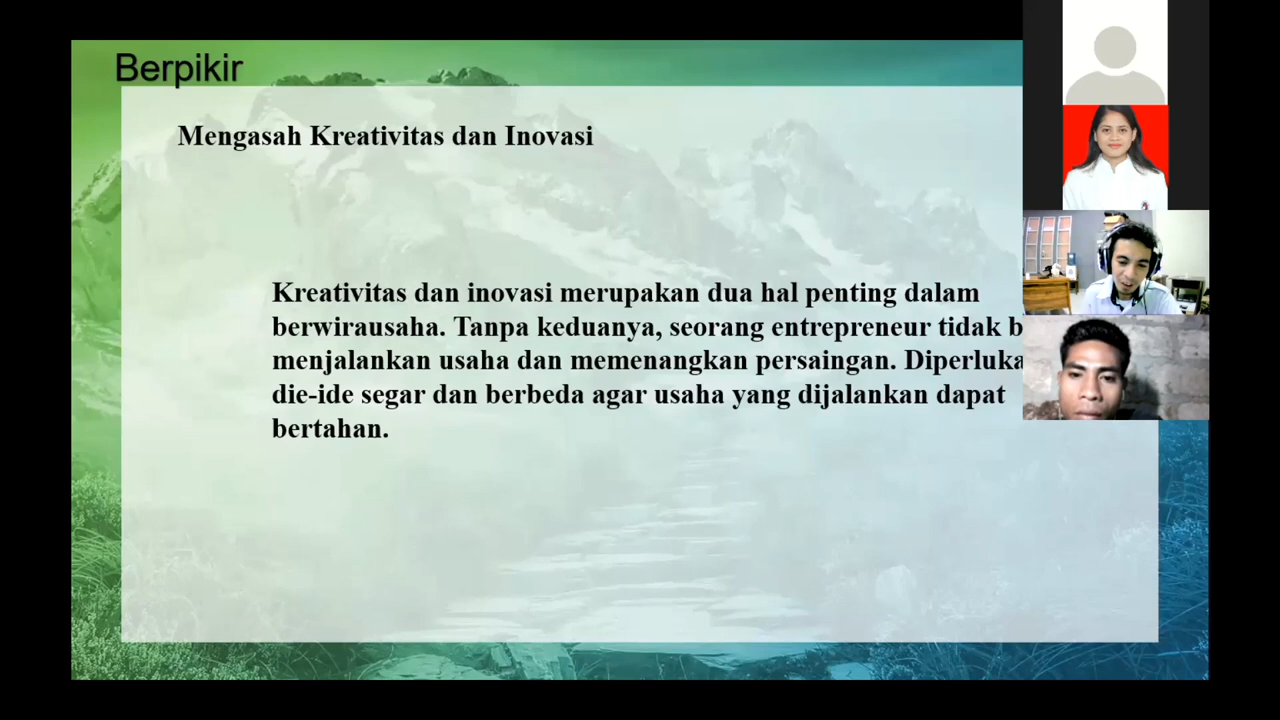 Berpikir
Mengasah Kreativitas dan Inovasi
Kreativitas dan inovasi merupakan dua hal penting dalam
berwirausaha. Tanpa keduanya, seorang entrepreneur tidak
menjalankan usaha dan memenangkan persaingan.
die-ide segar dan berbeda agar usaha yang dijalankan dapat
bertahan.